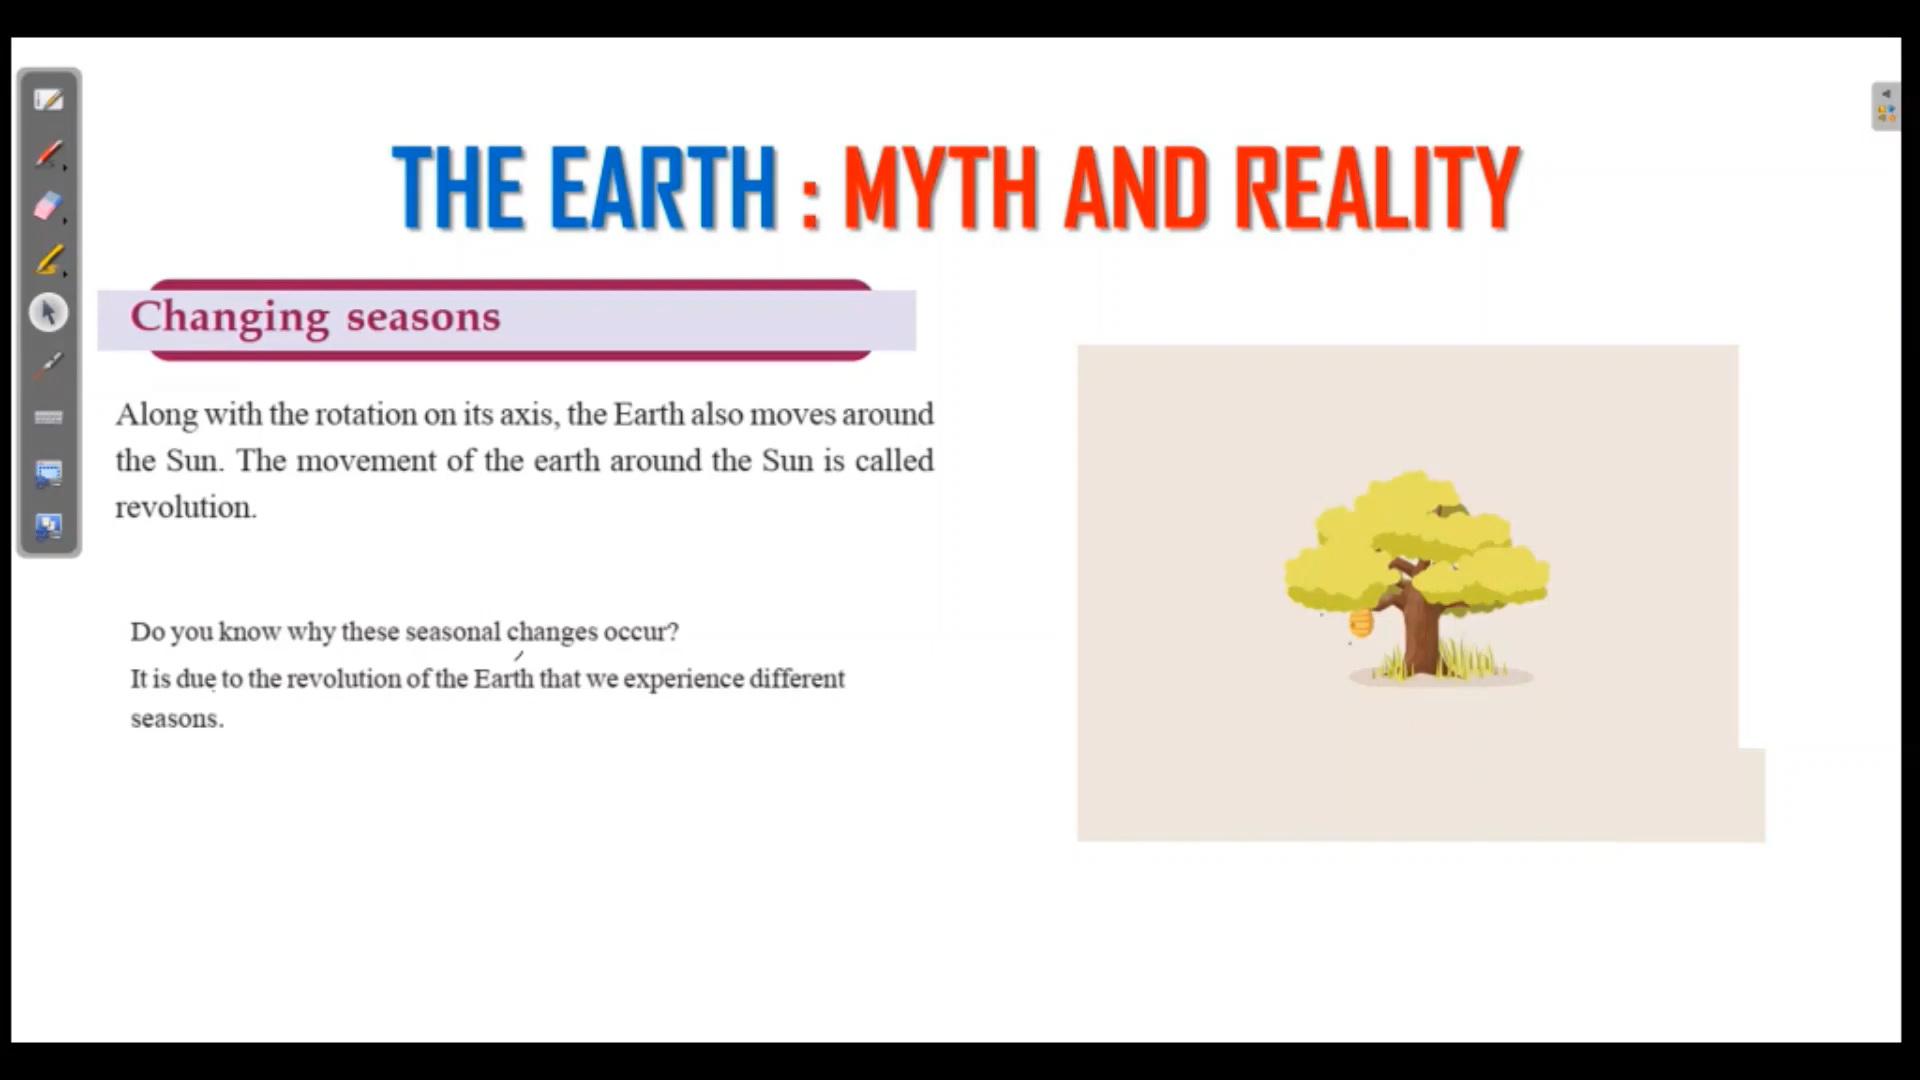 THE EARTH : MYTH AND REALITY
Changing seasons
Along with the rotation on its axis, the Earth also moves around
the Sun. The movement of the earth around the Sun is called
revolution.
Do you know why these seasonal changes occur?
It is due to the revolution of the Earth that we experience different
seasons.